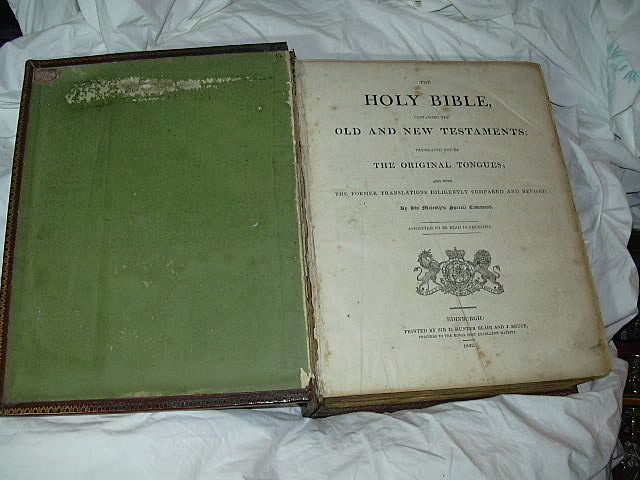 THE
HOLY BIBLE,
CONTAINING THE
OLD AND NEW TESTAMENTS:
TRANSLATED OUT OF
THE ORIGINAL TONGUES;
AND WITH
THE FORMER TRANSLATIONS DILIGENTLY COMPARED AND REVISED,
By His Majesty's Special Command.
APPOINTED TO BE READ IN CHURCHES.
EDINBURGH:
PRINTED BY SIR D. HUNTER BLAIR AND J. BRUCE,
PRINTERS TO THE KING'S MOST EXCELLENT MAJESTY.